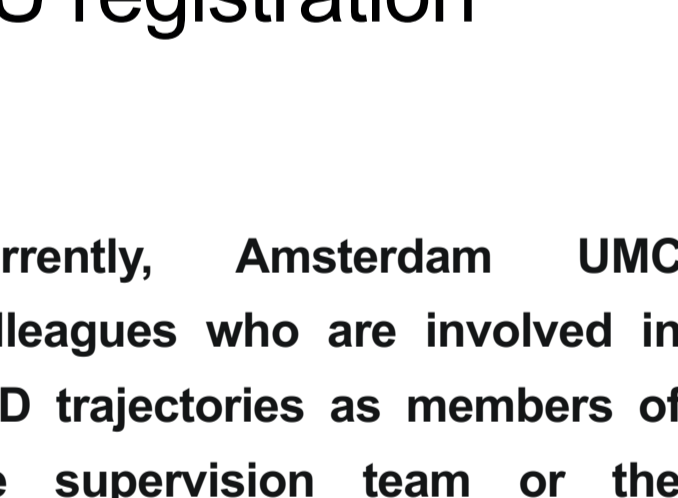 U registration
rrently, Amsterdam UMC
lleagues who are involved in
D trajectories as members of
e supervision team or the